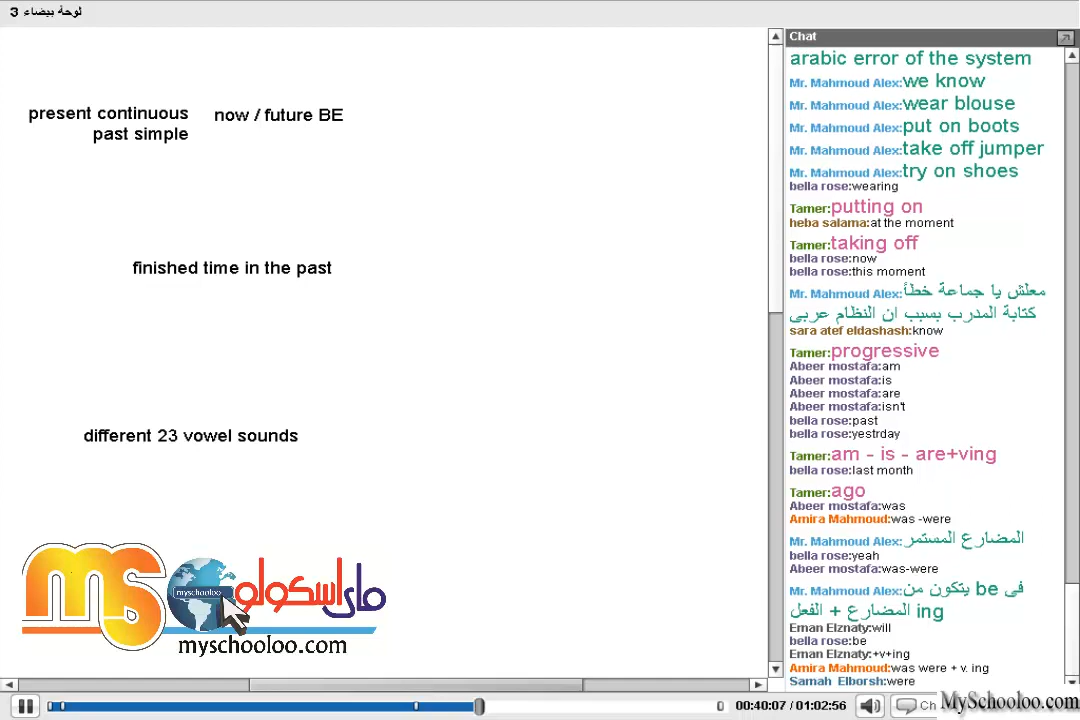 لوحة بيضاء 3
present continuous now / future BE
past simple
finished time in the past
different 23 vowel sounds
ms
myschooloo
ماى اسكولو
myschooloo.com
Chat
arabic error of the system
Mr. Mahmoud Alex:we know
Mr. Mahmoud Alex:wear blouse
Mr. Mahmoud Alex:put on boots
Mr. Mahmoud Alex:take off jumper
Mr. Mahmoud Alex:try on shoes
bella rose:wearing
Tamer:putting on
heba salama:at the moment
Tamer:taking off
bella rose:now
bella rose:this moment
Mr. Mahmoud Alex:معلش يا جماعة خطأ
كتابة المدرب بسبب ان النظام عربى
sara atef eldashash:know
Tamer:progressive
Abeer mostafa:am
Abeer mostafa:is
Abeer mostafa:are
Abeer mostafa:isn't
bella rose:past
bella rose:yestrday
Tamer:am - is - are+ving
bella rose:last month
Tamer:ago
Abeer mostafa:was
Amira Mahmoud:was -were
Mr. Mahmoud Alex:المضارع المستمر
bella rose:yeah
Abeer mostafa:was-were
Mr. Mahmoud Alex:يتكون من be فى
المضارع + الفعل ing
Eman Elznaty:will
bella rose:be
Eman Elznaty:+v+ing
Amira Mahmoud:was were + v. ing
Samah Elborsh:were
00:40:07 / 01:02:56
Ch
MySchooloo.com